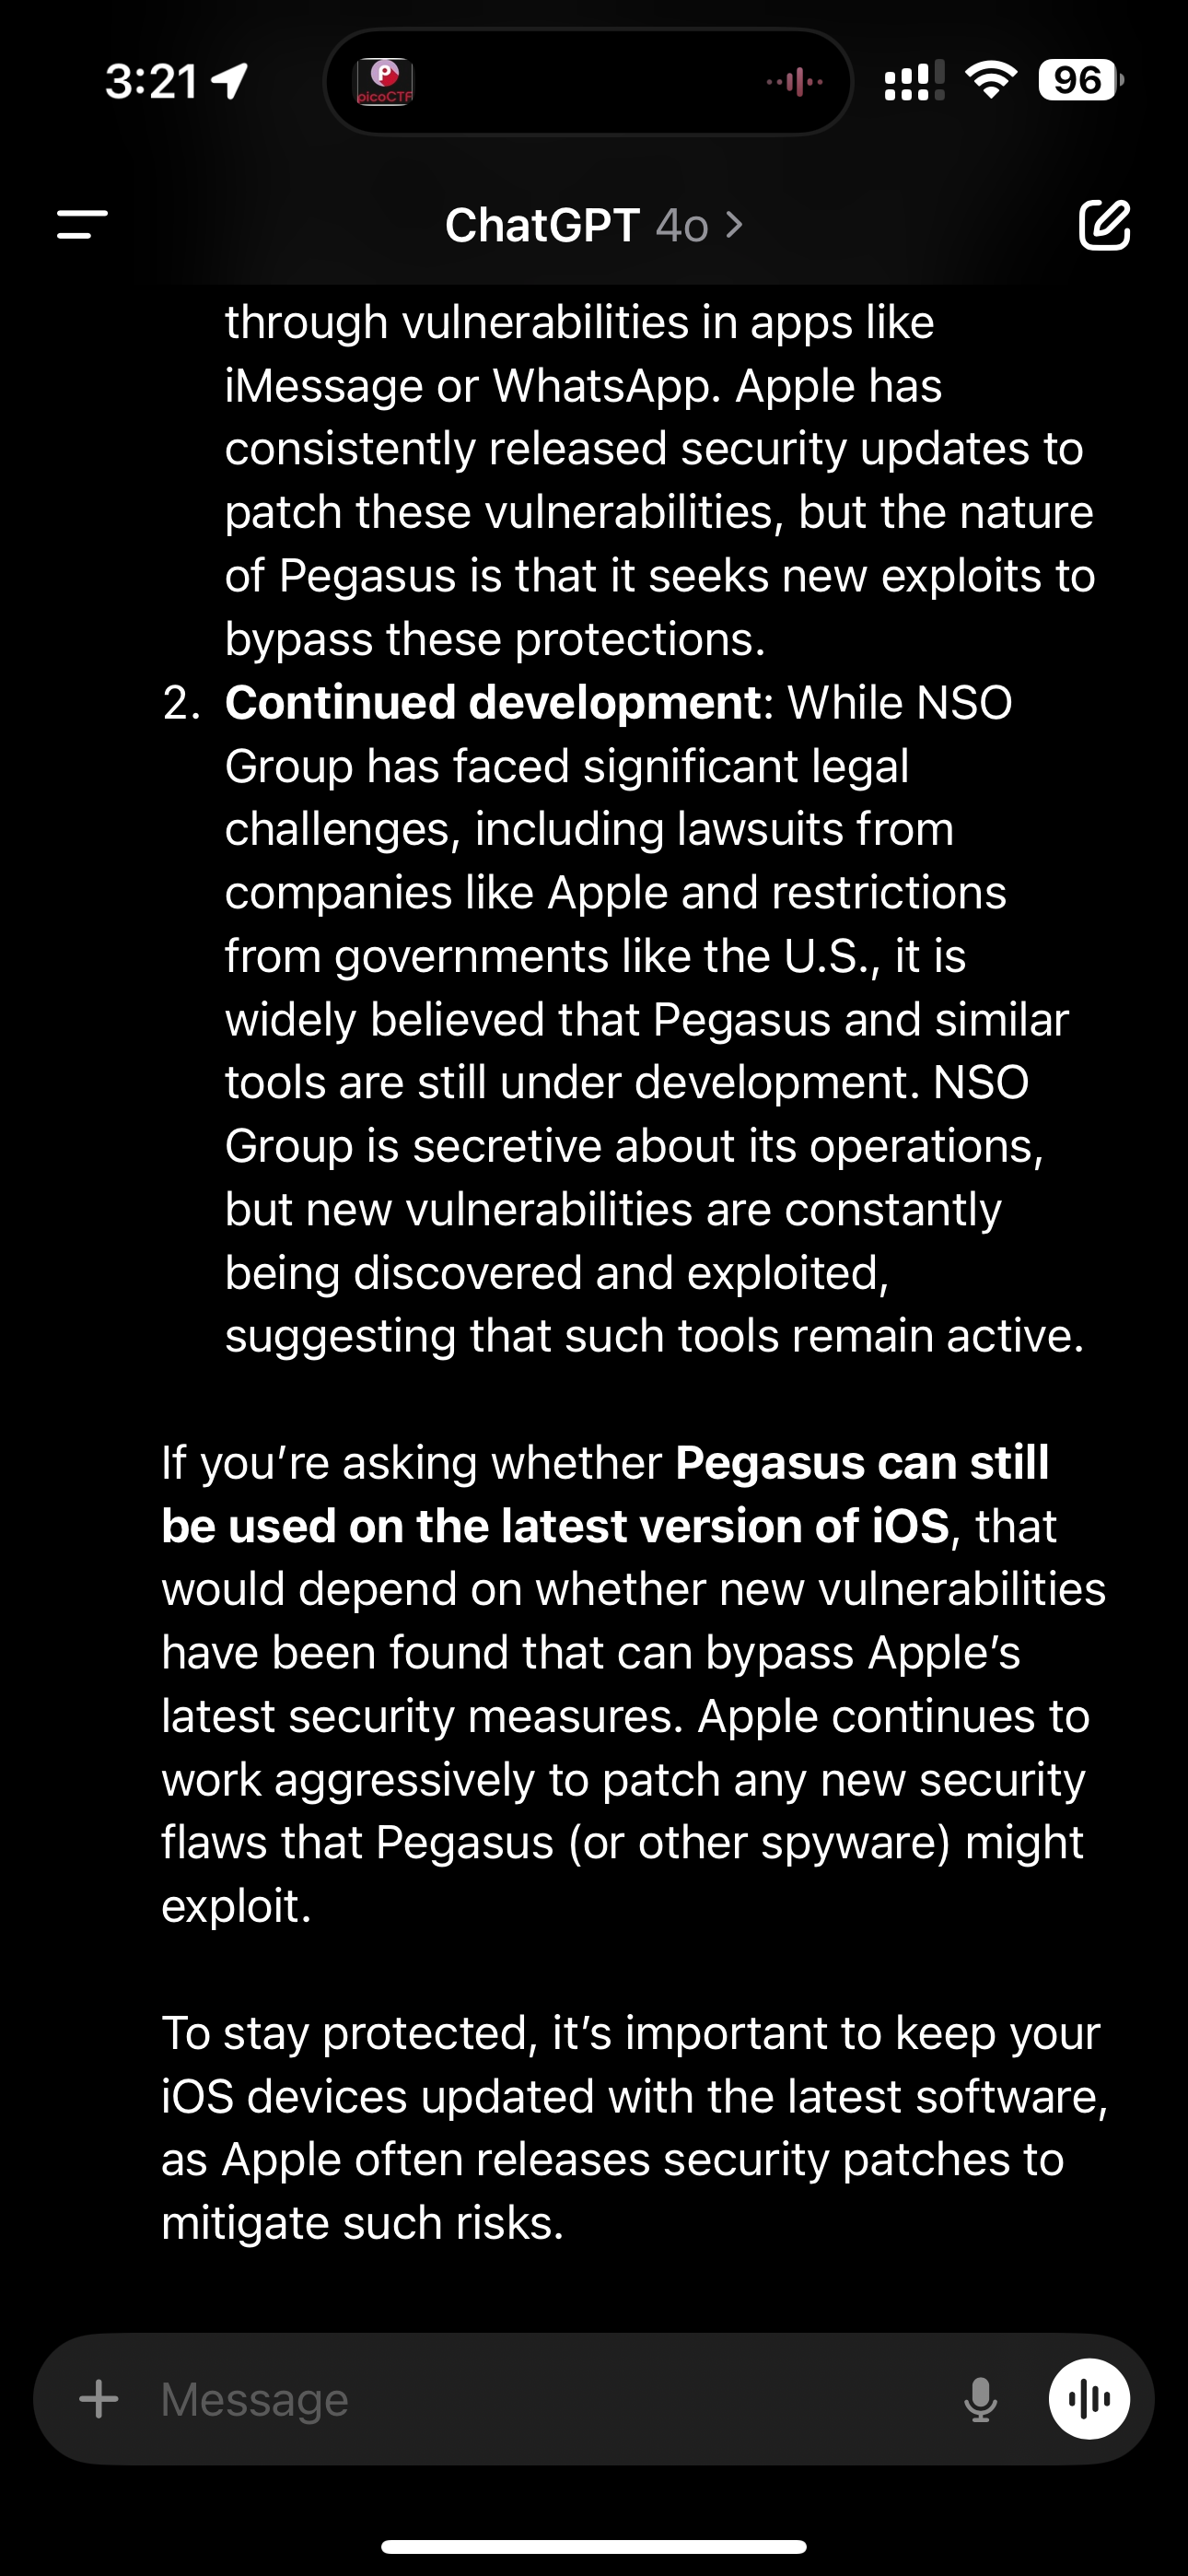 3:21
picoCTF
96
ChatGPT 4o >
through vulnerabilities in apps like
iMessage or WhatsApp. Apple has
consistently released security updates to
patch these vulnerabilities, but the nature
of Pegasus is that it seeks new exploits to
bypass these protections.
2. Continued development: While NSO
Group has faced significant legal
challenges, including lawsuits from
companies like Apple and restrictions
from governments like the U.S., it is
widely believed that Pegasus and similar
tools are still under development. NSO
Group is secretive about its operations,
but new vulnerabilities are constantly
being discovered and exploited,
suggesting that such tools remain active.
If you’re asking whether Pegasus can still
be used on the latest version of iOS, that
would depend on whether new vulnerabilities
have been found that can bypass Apple’s
latest security measures. Apple continues to
work aggressively to patch any new security
flaws that Pegasus (or other spyware) might
exploit.
To stay protected, it’s important to keep your
iOS devices updated with the latest software,
as Apple often releases security patches to
mitigate such risks.
Message